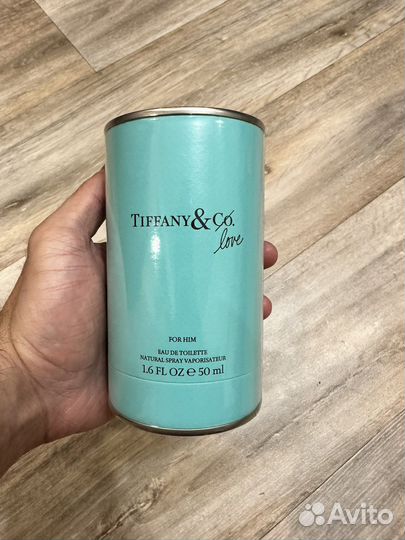 TIFFANY & CO.
love
FOR HIM
EAU DE TOILETTE
NATURAL SPRAY VAPORISATEUR
1.6 FL OZ ℮ 50 ml
Avito